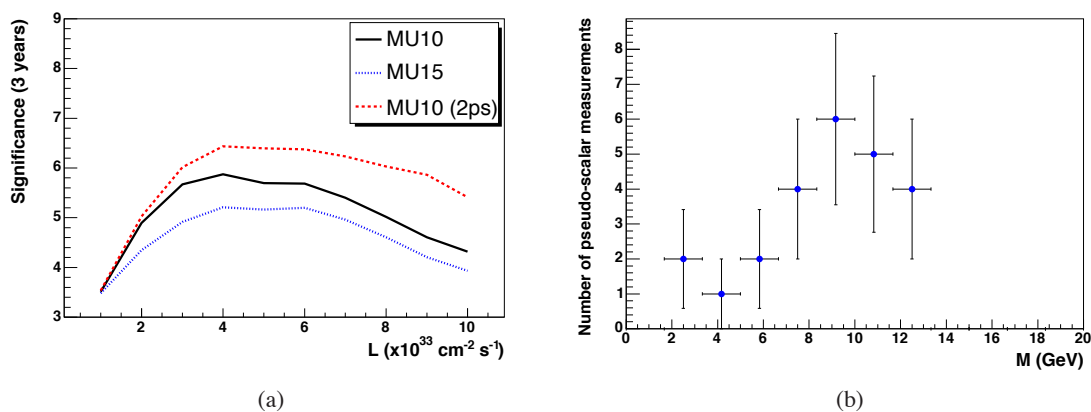 Significance (3 years)
9
8
7
6
5
4
3
MU10
MU15
MU10 (2ps)
2 4 6 8 10
L (x10³³ cm⁻² s⁻¹)
(a)
Number of pseudo-scalar measurements
8
7
6
5
4
3
2
1
0
0 2 4 6 8 10 12 14 16 18 20
M (GeV)
(b)